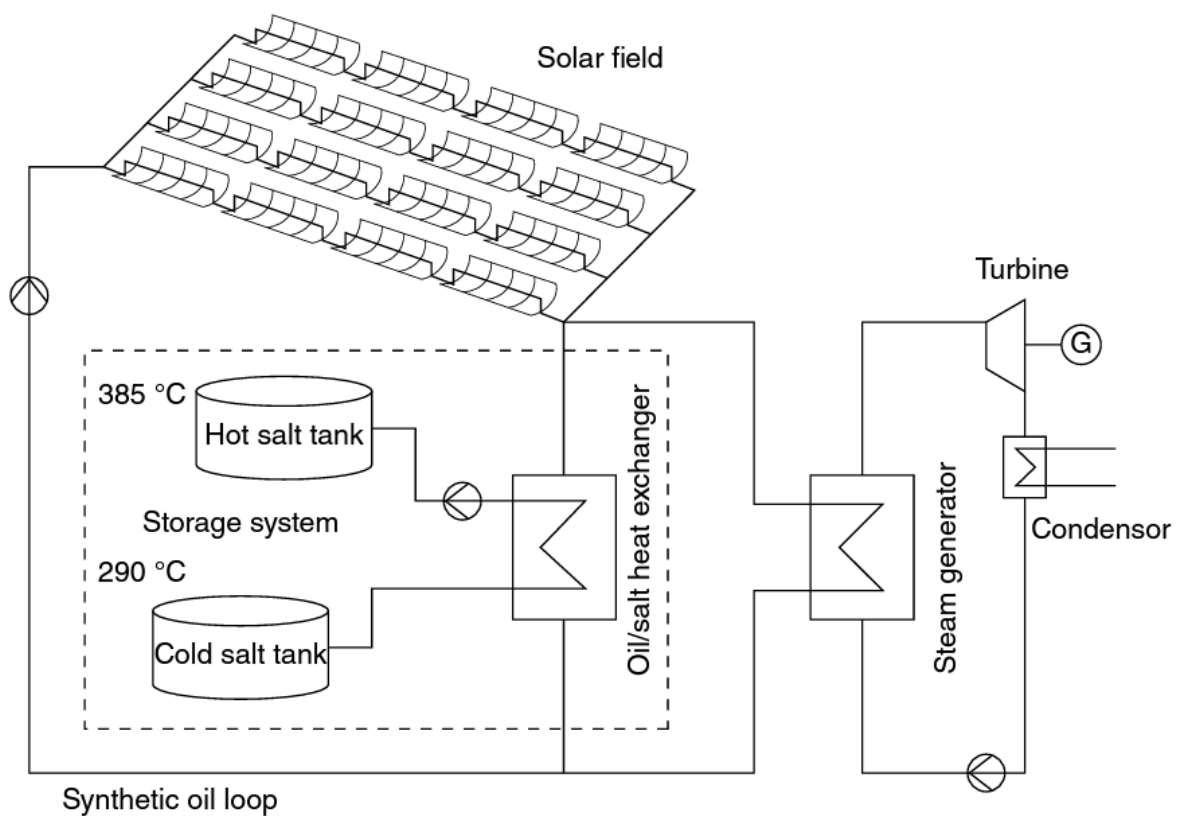 Solar field
Turbine
G
385 °C
Hot salt tank
Oil/salt heat exchanger
Storage system
Steam generator
Condensor
290 °C
Cold salt tank
Synthetic oil loop